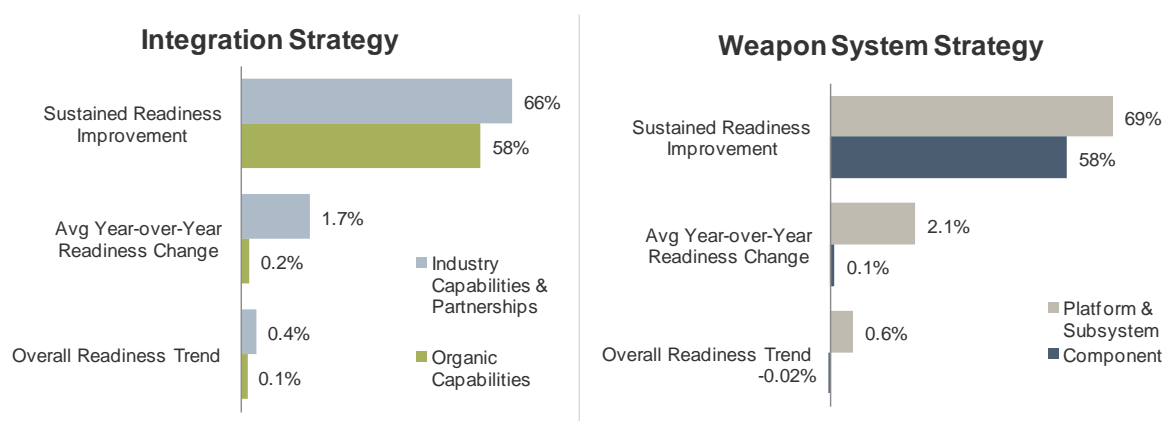 Integration Strategy
Sustained Readiness
Improvement
66%
58%
Avg Year-over-Year
Readiness Change
1.7%
0.2%
Overall Readiness Trend
0.4%
0.1%
Industry
Capabilities &
Partnerships
Organic
Capabilities
Weapon System Strategy
Sustained Readiness
Improvement
69%
58%
Avg Year-over-Year
Readiness Change
2.1%
0.1%
Overall Readiness Trend
0.6%
-0.02%
Platform &
Subsystem
Component